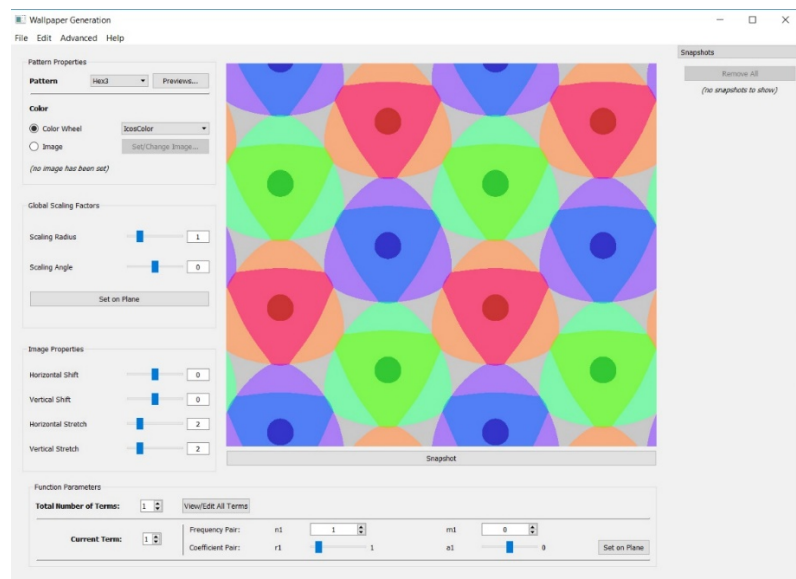 Wallpaper Generation
File Edit Advanced Help
Pattern Properties
Pattern Hex3 Previews...
Color
Color Wheel IcosColor
Image Set/Change Image...
(no image has been set)
Global Scaling Factors
Scaling Radius 1
Scaling Angle 0
Set on Plane
Image Properties
Horizontal Shift 0
Vertical Shift 0
Horizontal Stretch 2
Vertical Stretch 2
Snapshot
Snapshots
Remove All
(no snapshots to show)
Function Parameters
Total Number of Terms: 1 View/Edit All Terms
Current Term: 1
Frequency Pair: n1 1 m1 0
Coefficient Pair: r1 1 a1 0 Set on Plane